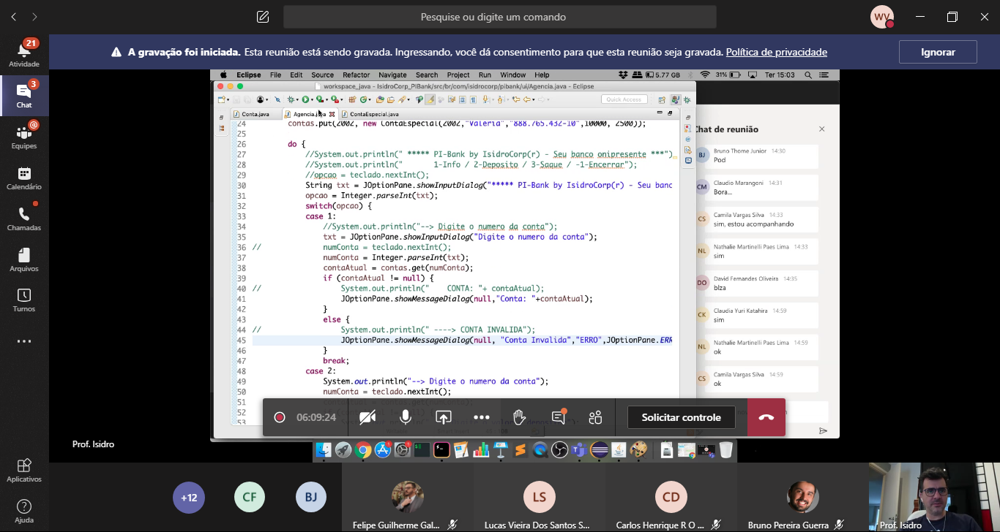 Pesquise ou digite um comando
WV
21
Atividade
3
Chat
@
Equipes
Calendário
Chamadas
Arquivos
Turnos
Aplicativos
Ajuda
A gravação foi iniciada. Esta reunião está sendo gravada. Ingressando, você dá consentimento para que esta reunião seja gravada. Política de privacidade
Ignorar
Eclipse File Edit Source Refactor Navigate Search Project Run Window Help
5.77 GB 31% Ter 15:03
workspace_java - IsidroCorp_PIBank/src/br/com/isidrocorp/pibank/ui/Agencia.java - Eclipse
Quick Access
Conta.java
Agencia.java
ContaEspecial.java
24 contas.put(2002, new ContaEspecial(2002,"Valeria","888.765.432-10",10000, 2500));
25
26 do {
27 //System.out.println(" ***** PI-Bank by IsidroCorp(r) - Seu banco onipresente ***")
28 //System.out.println(" 1-Info / 2-Deposito / 3-Saque / -1-Encerrar");
29 //opcao = teclado.nextInt();
30 String txt = JOptionPane.showInputDialog("***** PI-Bank by IsidroCorp(r) - Seu banc
31 opcao = Integer.parseInt(txt);
32 switch(opcao) {
33 case 1:
34 //System.out.println("--> Digite o numero da conta");
35 txt = JOptionPane.showInputDialog("Digite o numero da conta");
36 // numConta = teclado.nextInt();
37 numConta = Integer.parseInt(txt);
38 contaAtual = contas.get(numConta);
39 if (contaAtual != null) {
40 // System.out.println(" CONTA: "+ contaAtual);
41 JOptionPane.showMessageDialog(null,"Conta: "+contaAtual);
42 }
43 else {
44 // System.out.println(" ----> CONTA INVALIDA");
45 JOptionPane.showMessageDialog(null, "Conta Invalida","ERRO",JOptionPane.ERR
46 }
47 break;
48 case 2:
49 System.out.println("--> Digite o numero da conta");
50 numConta = teclado.nextInt();
51
52
53
Chat de reunião
BJ Bruno Thome Junior 14:30
Pod
CM Claudio Marangoni 14:31
Bora...
CS Camila Vargas Silva 14:33
sim, estou acompanhando
NL Nathalie Martinelli Paes Lima 14:33
sim
DO David Fernandes Oliveira 14:35
blza
CK Claudia Yuri Katahira 14:59
sim
NL Nathalie Martinelli Paes Lima 14:59
ok
CS Camila Vargas Silva 14:59
ok
06:09:24
Solicitar controle
Prof. Isidro
+12
CF
BJ
Felipe Guilherme Gal...
LS
Lucas Vieira Dos Santos S...
CD
Carlos Henrique R O ...
Bruno Pereira Guerra
Prof. Isidro